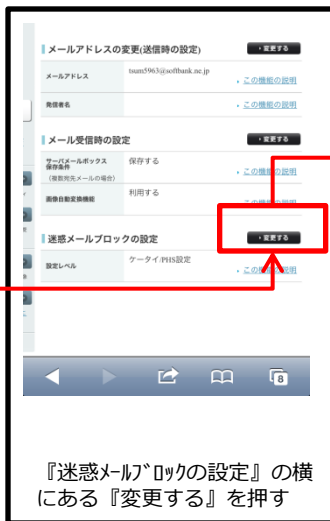 メールアドレスの変更(送信時の設定)
変更する
メールアドレス
tsum5963@softbank.ne.jp
この機能の説明
発信者名
メール受信時の設定
変更する
サーバメールボックス
保存条件
(複数宛先メールの場合)
保存する
この機能の説明
画像自動変換機能
利用する
この機能の説明
迷惑メールブロックの設定
変更する
設定レベル
ケータイ/PHS設定
この機能の説明
8
『迷惑ﾒｰﾙﾌﾞﾛｯｸの設定』の横
にある『変更する』を押す